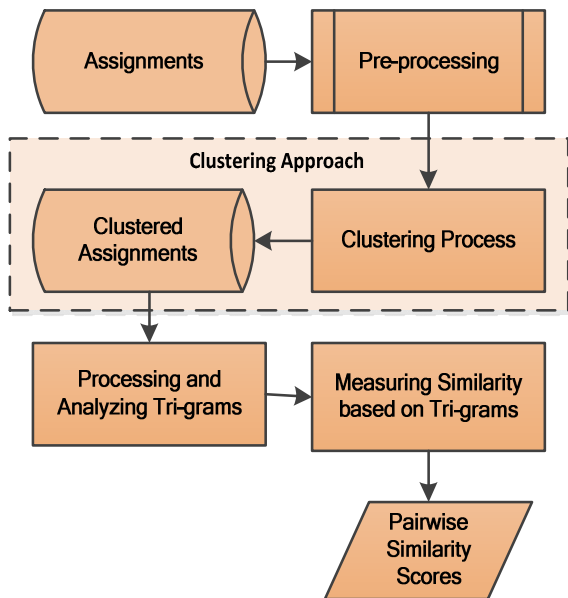 Assignments
Pre-processing
Clustering Approach
Clustered
Assignments
Clustering Process
Processing and
Analyzing Tri-grams
Measuring Similarity
based on Tri-grams
Pairwise
Similarity
Scores